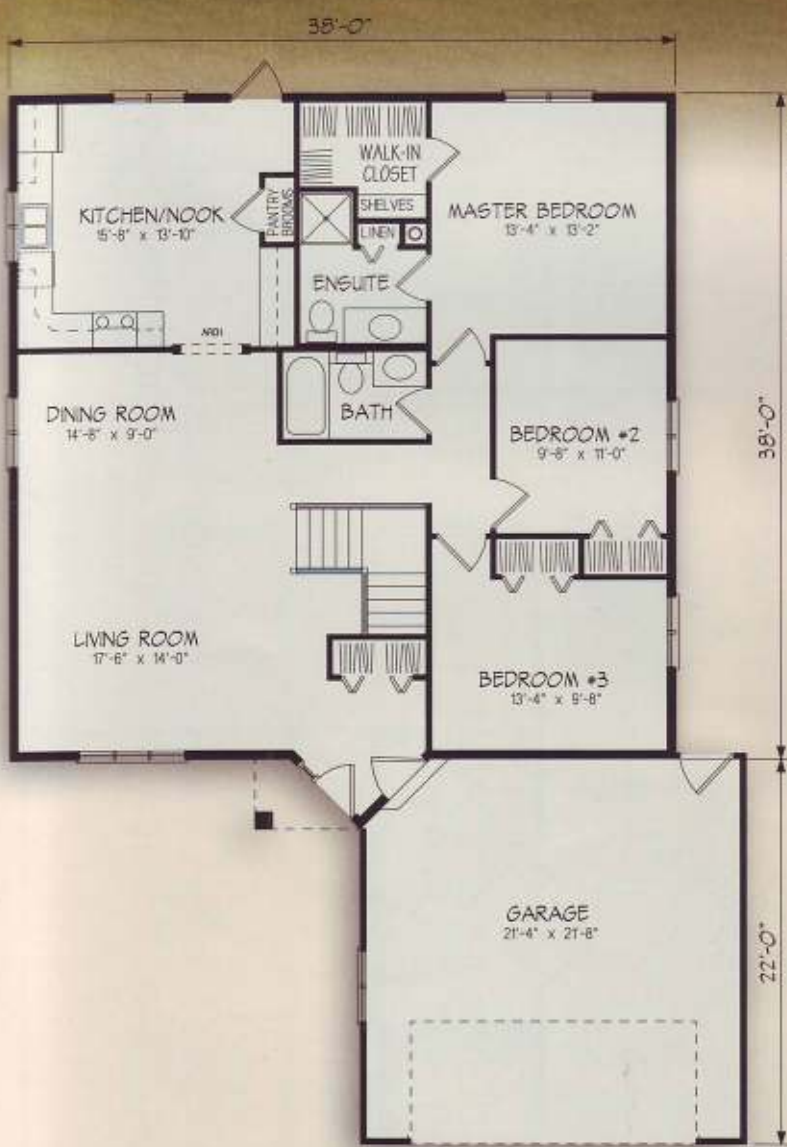 38'-0"
KITCHEN/NOOK
15'-8" x 13'-10"
PANTRY
BROOMS
WALK-IN
CLOSET
SHELVES
LINEN
ENSUITE
MASTER BEDROOM
13'-4" x 13'-2"
ARCH
DINING ROOM
14'-8" x 9'-0"
BATH
BEDROOM #2
9'-8" x 11'-0"
38'-0"
LIVING ROOM
17'-6" x 14'-0"
BEDROOM #3
13'-4" x 9'-8"
GARAGE
21'-4" x 21'-8"
22'-0"